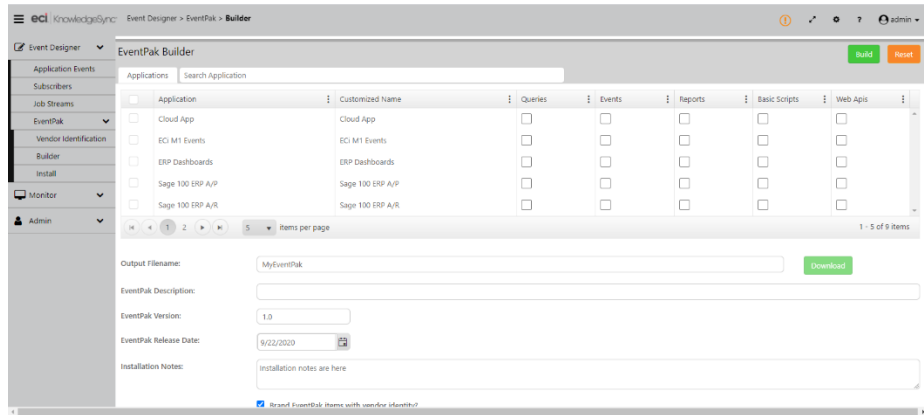 eci KnowledgeSync
Event Designer > EventPak > Builder
? admin
Event Designer
Application Events
Subscribers
Job Streams
EventPak
Vendor Identification
Builder
Install
Monitor
Admin
EventPak Builder
Build Reset
Applications Search Application
Application Customized Name Queries Events Reports Basic Scripts Web Apis
Cloud App Cloud App
ECi M1 Events ECi M1 Events
ERP Dashboards ERP Dashboards
Sage 100 ERP A/P Sage 100 ERP A/P
Sage 100 ERP A/R Sage 100 ERP A/R
1 2 5 items per page 1 - 5 of 9 items
Output Filename: MyEventPak Download
EventPak Description:
EventPak Version: 1.0
EventPak Release Date: 9/22/2020
Installation Notes: Installation notes are here
Brand EventPak items with vendor identity?